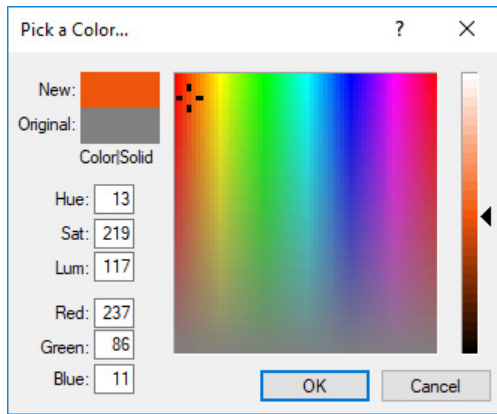 Pick a Color...
?
New:
Original:
Color|Solid
Hue: 13
Sat: 219
Lum: 117
Red: 237
Green: 86
Blue: 11
OK
Cancel